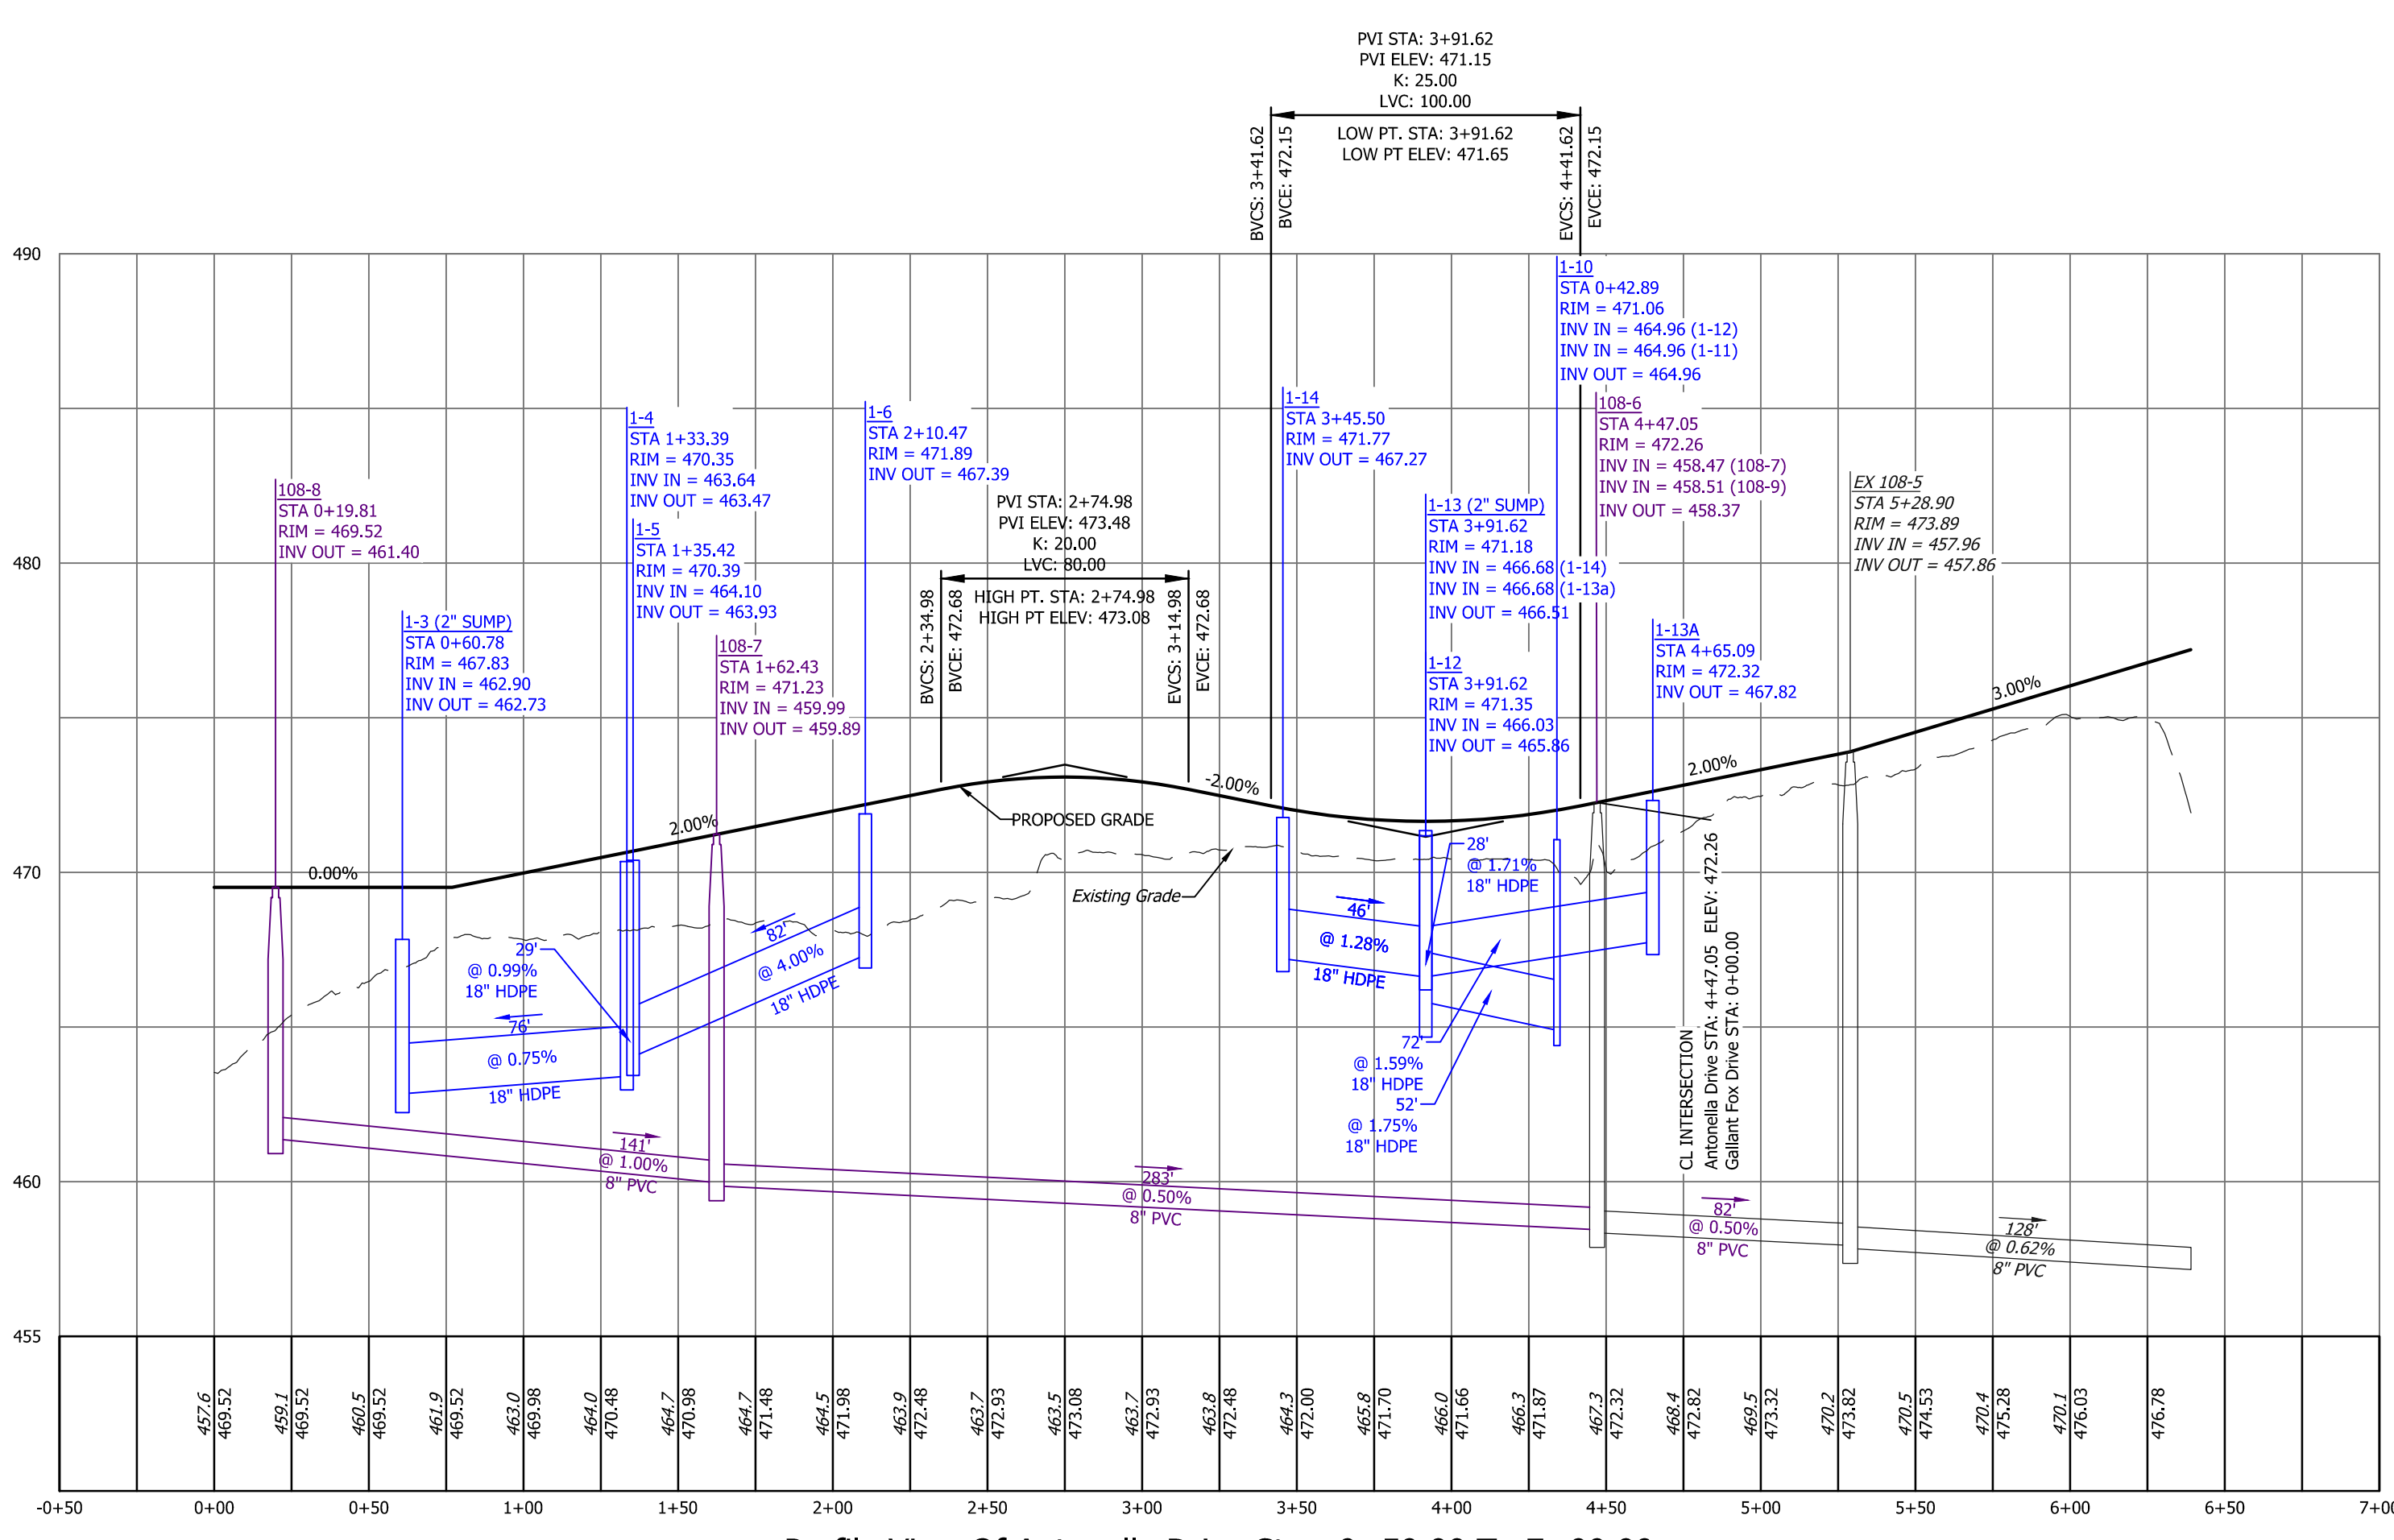 PVI STA: 3+91.62
PVI ELEV: 471.15
K: 25.00
LVC: 100.00
LOW PT. STA: 3+91.62
LOW PT ELEV: 471.65
BVCS: 3+41.62
BVCE: 472.15
EVCS: 4+41.62
EVCE: 472.15
490
480
470
460
455
1-10
STA 0+42.89
RIM = 471.06
INV IN = 464.96 (1-12)
INV IN = 464.96 (1-11)
INV OUT = 464.96
1-14
STA 3+45.50
RIM = 471.77
INV OUT = 467.27
108-6
STA 4+47.05
RIM = 472.26
INV IN = 458.47 (108-7)
INV IN = 458.51 (108-9)
INV OUT = 458.37
1-4
STA 1+33.39
RIM = 470.35
INV IN = 463.64
INV OUT = 463.47
1-6
STA 2+10.47
RIM = 471.89
INV OUT = 467.39
108-8
STA 0+19.81
RIM = 469.52
INV OUT = 461.40
1-5
STA 1+35.42
RIM = 470.39
INV IN = 464.10
INV OUT = 463.93
PVI STA: 2+74.98
PVI ELEV: 473.48
K: 20.00
LVC: 80.00
HIGH PT. STA: 2+74.98
HIGH PT ELEV: 473.08
BVCS: 2+34.98
BVCE: 472.68
EVCS: 3+14.98
EVCE: 472.68
1-13 (2" SUMP)
STA 3+91.62
RIM = 471.18
INV IN = 466.68 (1-14)
INV IN = 466.68 (1-13a)
INV OUT = 466.51
EX 108-5
STA 5+28.90
RIM = 473.89
INV IN = 457.96
INV OUT = 457.86
1-3 (2" SUMP)
STA 0+60.78
RIM = 467.83
INV IN = 462.90
INV OUT = 462.73
108-7
STA 1+62.43
RIM = 471.23
INV IN = 459.99
INV OUT = 459.89
1-12
STA 3+91.62
RIM = 471.35
INV IN = 466.03
INV OUT = 465.86
1-13A
STA 4+65.09
RIM = 472.32
INV OUT = 467.82
0.00%
2.00%
-2.00%
2.00%
3.00%
PROPOSED GRADE
Existing Grade
29'
@ 0.99%
18" HDPE
76'
@ 0.75%
18" HDPE
82'
@ 4.00%
18" HDPE
46'
@ 1.28%
18" HDPE
28'
@ 1.71%
18" HDPE
72'
@ 1.59%
18" HDPE
52'
@ 1.75%
18" HDPE
CL INTERSECTION
Antonella Drive STA: 4+47.05 ELEV: 472.26
Gallant Fox Drive STA: 0+00.00
141'
@ 1.00%
8" PVC
283'
@ 0.50%
8" PVC
82'
@ 0.50%
8" PVC
128'
@ 0.62%
8" PVC
457.6
469.52
459.1
469.52
460.5
469.52
461.9
469.52
463.0
469.98
464.0
470.48
464.7
470.98
464.7
471.48
464.5
471.98
463.9
472.48
463.7
472.93
463.5
473.08
463.7
472.93
463.8
472.48
464.3
472.00
465.8
471.70
466.0
471.66
466.3
471.87
467.3
472.32
468.4
472.82
469.5
473.32
470.2
473.82
470.5
474.53
470.4
475.28
470.1
476.03
476.78
-0+50 0+00 0+50 1+00 1+50 2+00 2+50 3+00 3+50 4+00 4+50 5+00 5+50 6+00 6+50